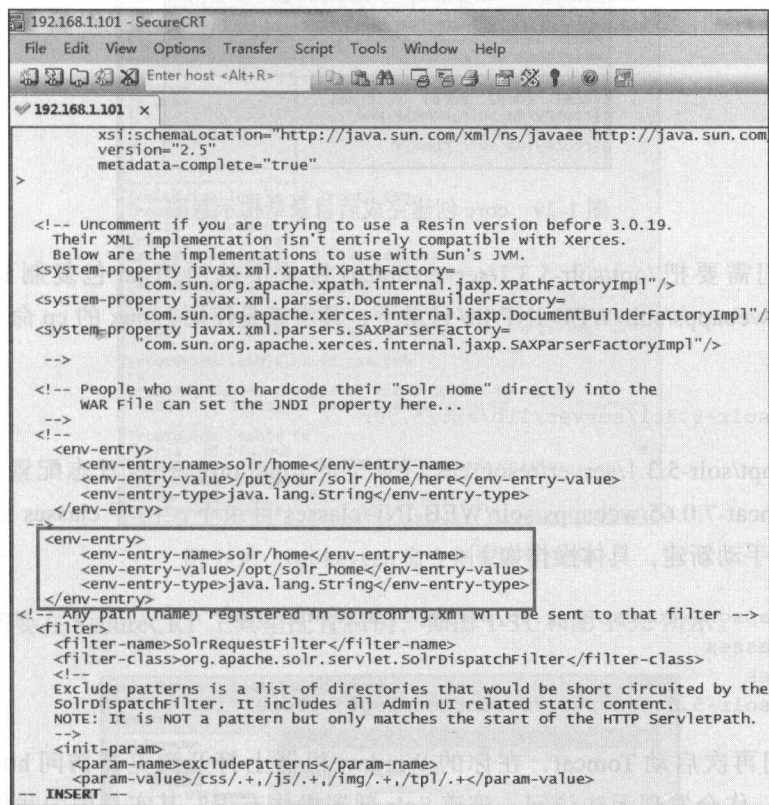 192.168.1.101 - SecureCRT
File Edit View Options Transfer Script Tools Window Help
Enter host <Alt+R>
192.168.1.101 ×
xsi:schemaLocation="http://java.sun.com/xml/ns/javaee http://java.sun.com/
version="2.5"
metadata-complete="true"
>
<!-- Uncomment if you are trying to use a Resin version before 3.0.19.
Their XML implementation isn't entirely compatible with Xerces.
Below are the implementations to use with Sun's JVM.
<system-property javax.xml.xpath.XPathFactory=
"com.sun.org.apache.xpath.internal.jaxp.XPathFactoryImpl"/>
<system-property javax.xml.parsers.DocumentBuilderFactory=
"com.sun.org.apache.xerces.internal.jaxp.DocumentBuilderFactoryImpl"/>
<system-property javax.xml.parsers.SAXParserFactory=
"com.sun.org.apache.xerces.internal.jaxp.SAXParserFactoryImpl"/>
-->
<!-- People who want to hardcode their "Solr Home" directly into the
WAR File can set the JNDI property here...
-->
<!--
<env-entry>
<env-entry-name>solr/home</env-entry-name>
<env-entry-value>/put/your/solr/home/here</env-entry-value>
<env-entry-type>java.lang.String</env-entry-type>
</env-entry>
-->
<env-entry>
<env-entry-name>solr/home</env-entry-name>
<env-entry-value>/opt/solr_home</env-entry-value>
<env-entry-type>java.lang.String</env-entry-type>
</env-entry>
<!-- Any path (name) registered in solrconfig.xml will be sent to that filter -->
<filter>
<filter-name>SolrRequestFilter</filter-name>
<filter-class>org.apache.solr.servlet.SolrDispatchFilter</filter-class>
<!--
Exclude patterns is a list of directories that would be short circuited by the
SolrDispatchFilter. It includes all Admin UI related static content.
NOTE: It is NOT a pattern but only matches the start of the HTTP ServletPath.
-->
<init-param>
<param-name>excludePatterns</param-name>
<param-value>/css/.+,/js/.+,/img/.+,/tpl/.+</param-value>
-- INSERT